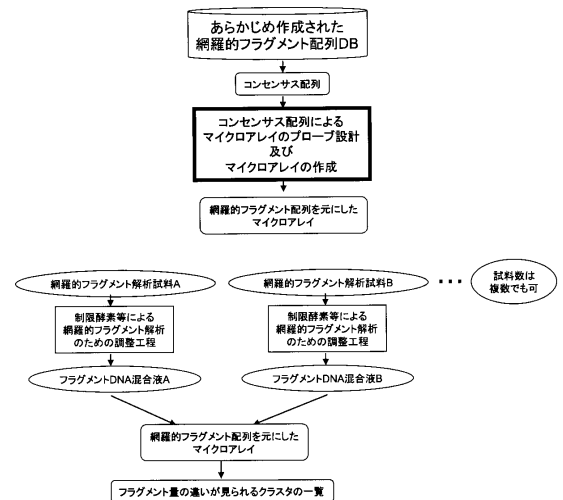 あらかじめ作成された
網羅的フラグメント配列DB
コンセンサス配列
コンセンサス配列による
マイクロアレイのプローブ設計
及び
マイクロアレイの作成
網羅的フラグメント配列を元にした
マイクロアレイ
網羅的フラグメント解析試料A
網羅的フラグメント解析試料B
・・・
試料数は
複数でも可
制限酵素等による
網羅的フラグメント解析
のための調整工程
制限酵素等による
網羅的フラグメント解析
のための調整工程
フラグメントDNA混合液A
フラグメントDNA混合液B
網羅的フラグメント配列を元にした
マイクロアレイ
フラグメント量の違いが見られるクラスタの一覧